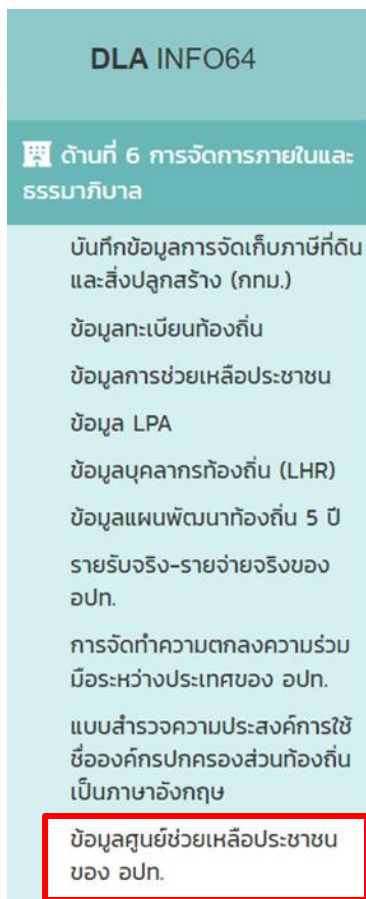 DLA INFO64
ด้านที่ 6 การจัดการภายในและ
ธรรมาภิบาล
บันทึกข้อมูลการจัดเก็บภาษีที่ดิน
และสิ่งปลูกสร้าง (กทม.)
ข้อมูลทะเบียนท้องถิ่น
ข้อมูลการช่วยเหลือประชาชน
ข้อมูล LPA
ข้อมูลบุคลากรท้องถิ่น (LHR)
ข้อมูลแผนพัฒนาท้องถิ่น 5 ปี
รายรับจริง-รายจ่ายจริงของ
อปท.
การจัดทำความตกลงความร่วม
มือระหว่างประเทศของ อปท.
แบบสำรวจความประสงค์การใช้
ชื่อองค์กรปกครองส่วนท้องถิ่น
เป็นภาษาอังกฤษ
ข้อมูลศูนย์ช่วยเหลือประชาชน
ของ อปท.